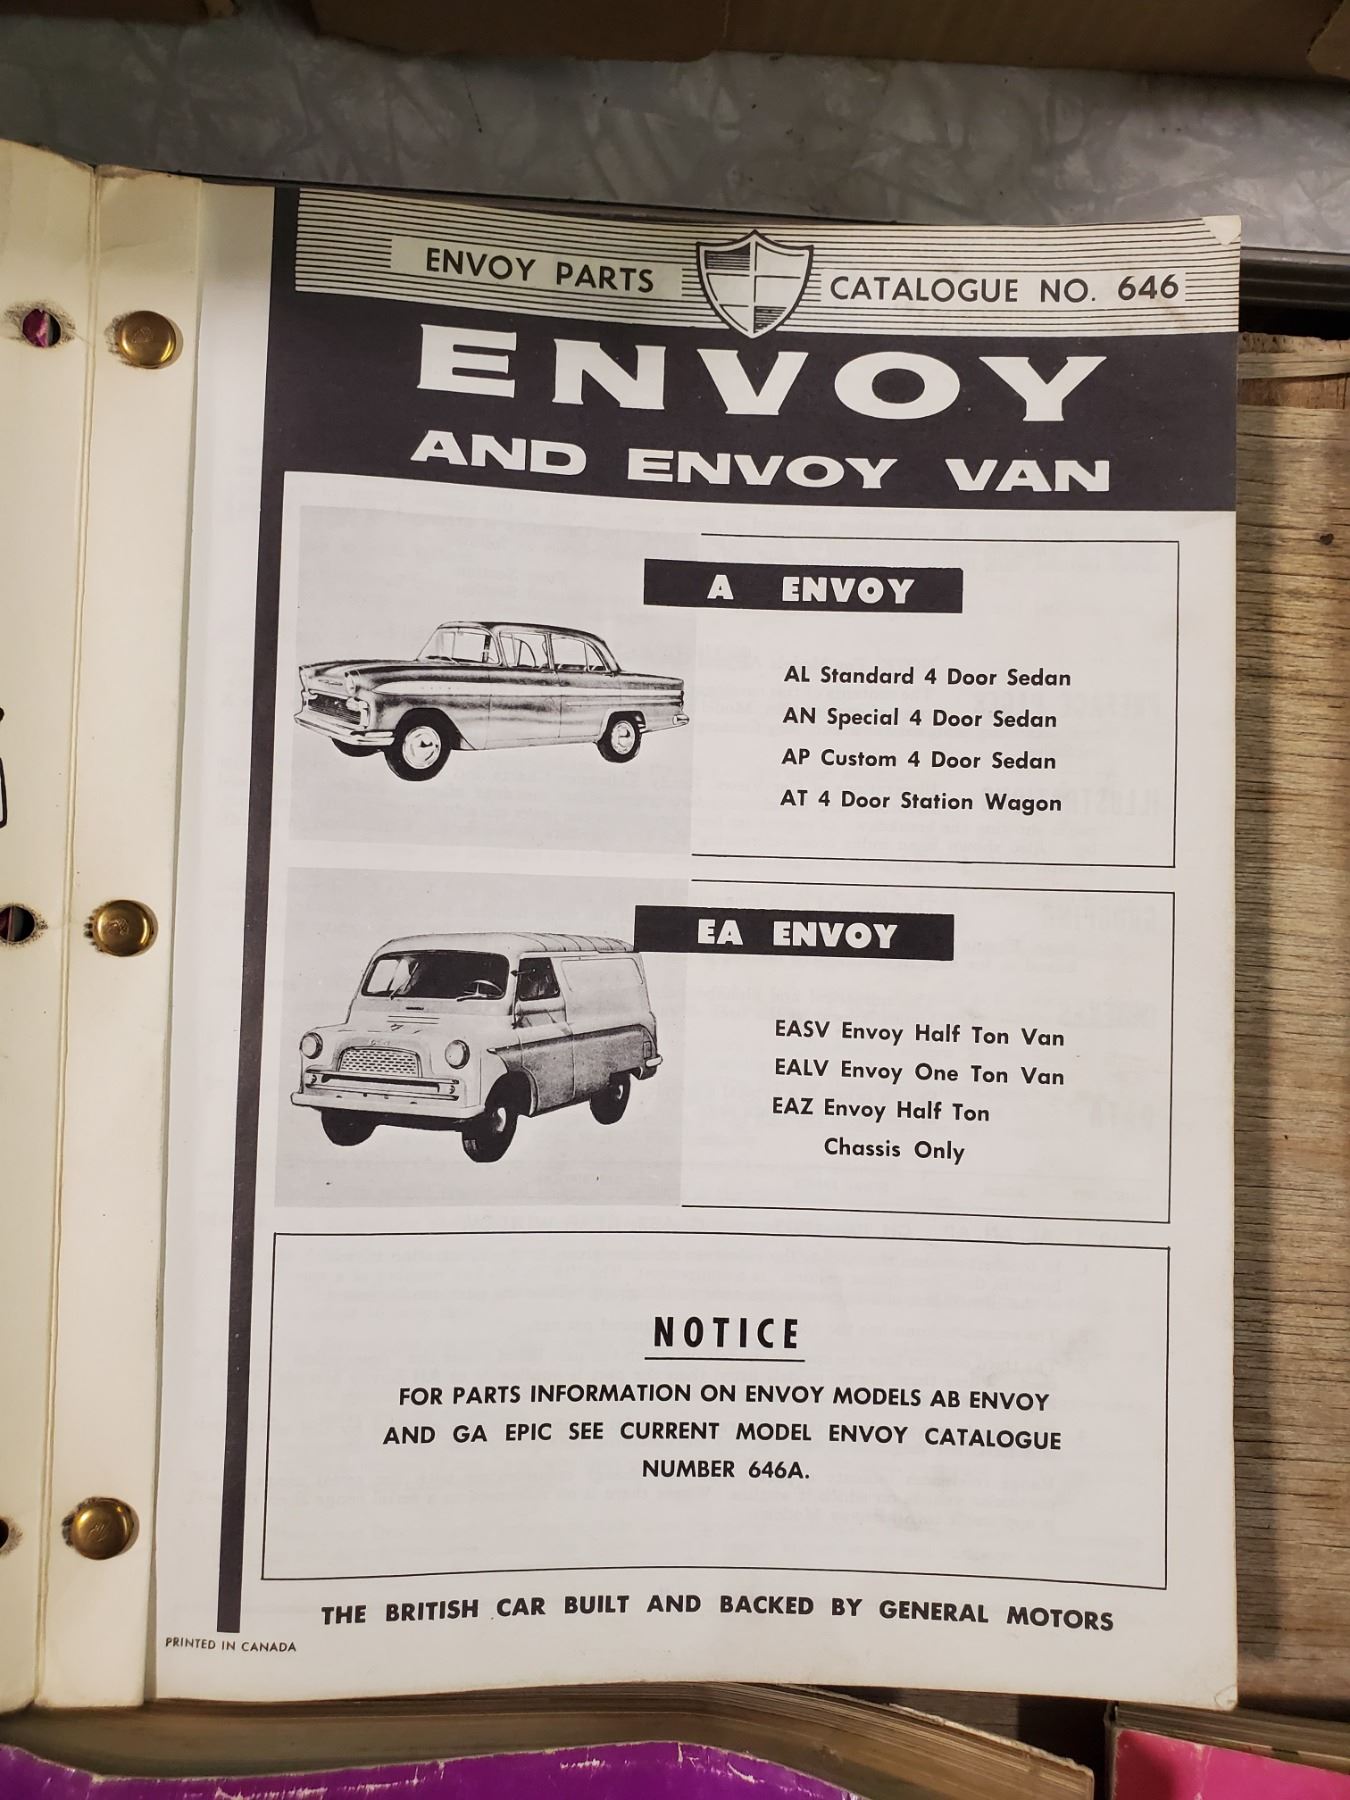 ENVOY PARTS CATALOGUE NO. 646
ENVOY
AND ENVOY VAN
A ENVOY
AL Standard 4 Door Sedan
AN Special 4 Door Sedan
AP Custom 4 Door Sedan
AT 4 Door Station Wagon
EA ENVOY
EASV Envoy Half Ton Van
EALV Envoy One Ton Van
EAZ Envoy Half Ton
Chassis Only
NOTICE
FOR PARTS INFORMATION ON ENVOY MODELS AB ENVOY
AND GA EPIC SEE CURRENT MODEL ENVOY CATALOGUE
NUMBER 646A.
THE BRITISH CAR BUILT AND BACKED BY GENERAL MOTORS
PRINTED IN CANADA